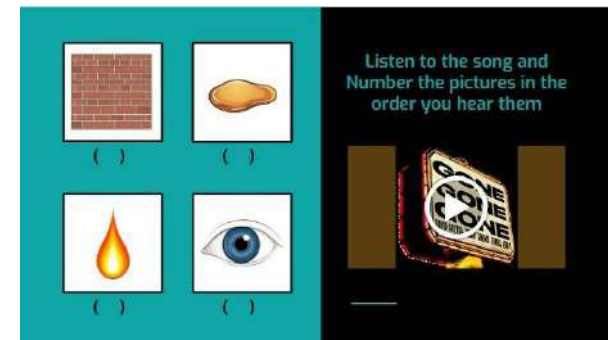 Listen to the song and
Number the pictures in the
order you hear them
( )
( )
GONE
GONE
GONE
( )
( )